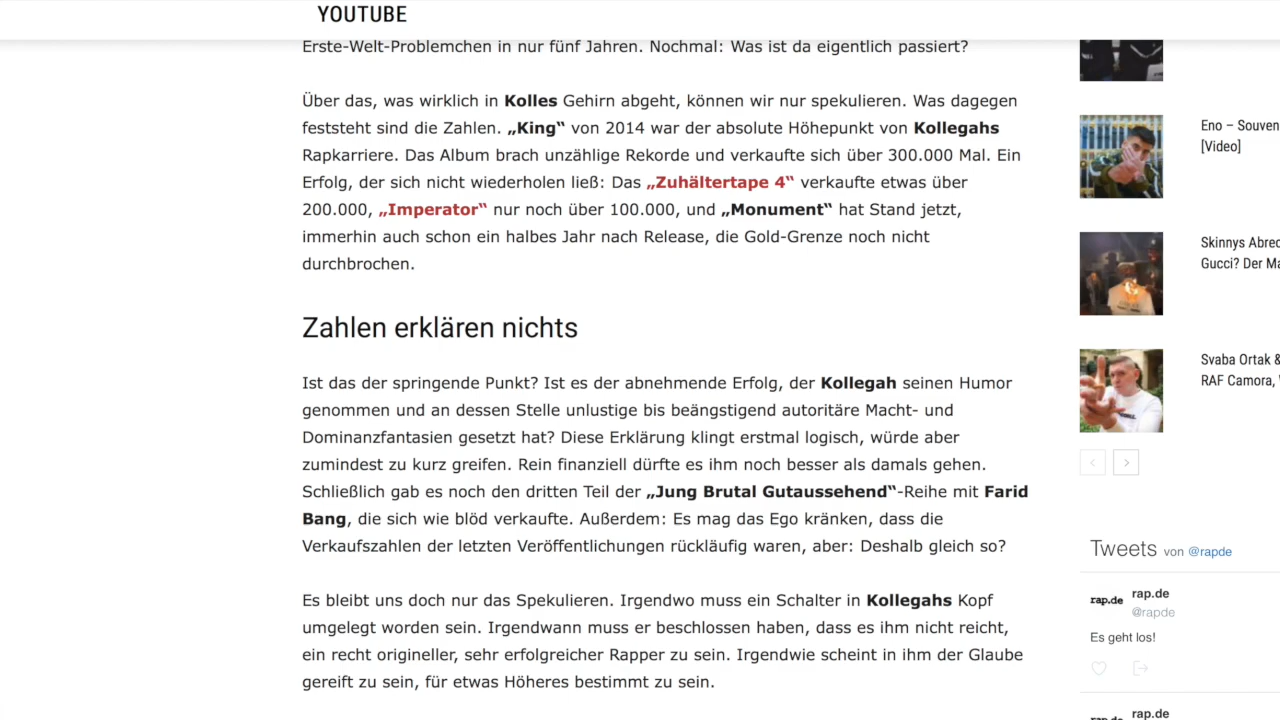 YOUTUBE
Erste-Welt-Problemchen in nur fünf Jahren. Nochmal: Was ist da eigentlich passiert?
Über das, was wirklich in Kolles Gehirn abgeht, können wir nur spekulieren. Was dagegen
feststeht sind die Zahlen. „King“ von 2014 war der absolute Höhepunkt von Kollegahs
Rapkarriere. Das Album brach unzählige Rekorde und verkaufte sich über 300.000 Mal. Ein
Erfolg, der sich nicht wiederholen ließ: Das „Zuhältertape 4“ verkaufte etwas über
200.000, „Imperator“ nur noch über 100.000, und „Monument“ hat Stand jetzt,
immerhin auch schon ein halbes Jahr nach Release, die Gold-Grenze noch nicht
durchbrochen.
Zahlen erklären nichts
Ist das der springende Punkt? Ist es der abnehmende Erfolg, der Kollegah seinen Humor
genommen und an dessen Stelle unlustige bis beängstigend autoritäre Macht- und
Dominanzfantasien gesetzt hat? Diese Erklärung klingt erstmal logisch, würde aber
zumindest zu kurz greifen. Rein finanziell dürfte es ihm noch besser als damals gehen.
Schließlich gab es noch den dritten Teil der „Jung Brutal Gutaussehend“-Reihe mit Farid
Bang, die sich wie blöd verkaufte. Außerdem: Es mag das Ego kränken, dass die
Verkaufszahlen der letzten Veröffentlichungen rückläufig waren, aber: Deshalb gleich so?
Es bleibt uns doch nur das Spekulieren. Irgendwo muss ein Schalter in Kollegahs Kopf
umgelegt worden sein. Irgendwann muss er beschlossen haben, dass es ihm nicht reicht,
ein recht origineller, sehr erfolgreicher Rapper zu sein. Irgendwie scheint in ihm der Glaube
gereift zu sein, für etwas Höheres bestimmt zu sein.
Eno – Souven
[Video]
Skinnys Abred
Gucci? Der Ma
Svaba Ortak &
RAF Camora,
Tweets von @rapde
rap.de
rap.de
@rapde
Es geht los!
rap.de